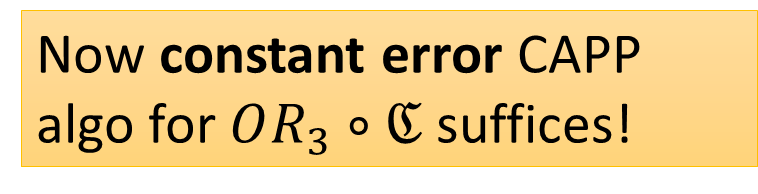 Now constant error CAPP
algo for 𝑂𝑅₃ ∘ ℭ suffices!